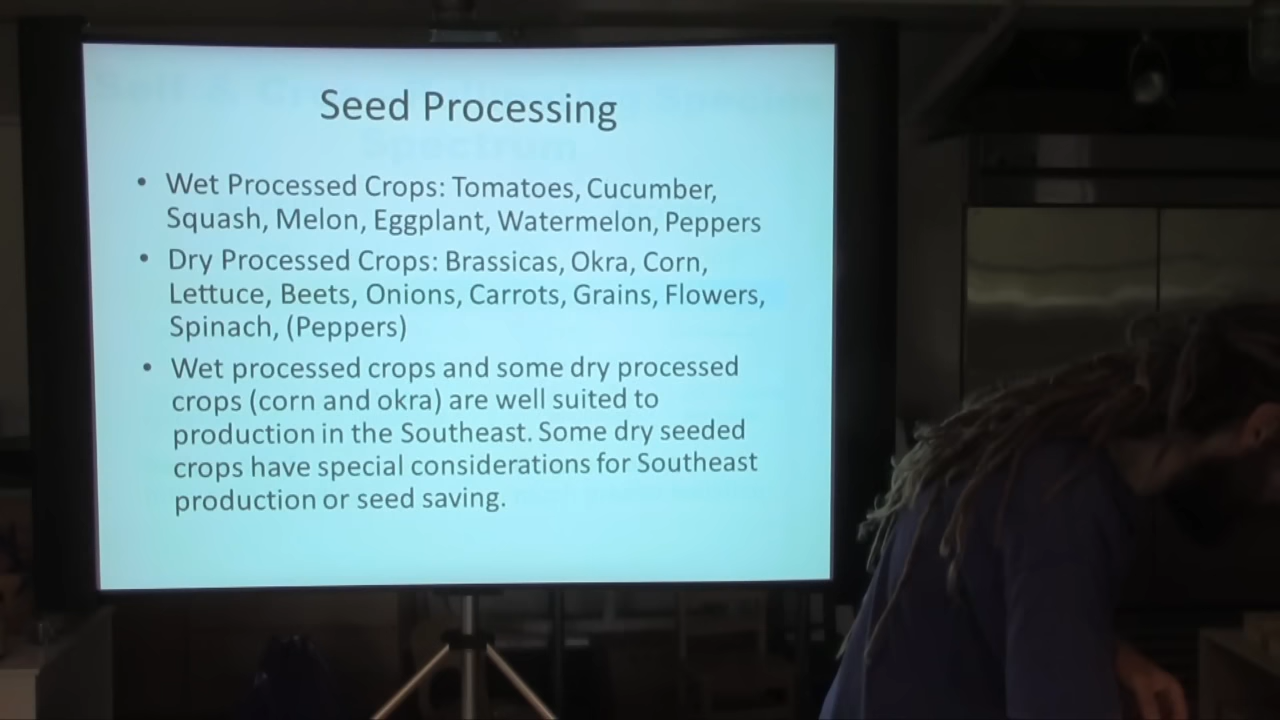 Seed Processing
• Wet Processed Crops: Tomatoes, Cucumber,
Squash, Melon, Eggplant, Watermelon, Peppers
• Dry Processed Crops: Brassicas, Okra, Corn,
Lettuce, Beets, Onions, Carrots, Grains, Flowers,
Spinach, (Peppers)
• Wet processed crops and some dry processed
crops (corn and okra) are well suited to
production in the Southeast. Some dry seeded
crops have special considerations for Southeast
production or seed saving.